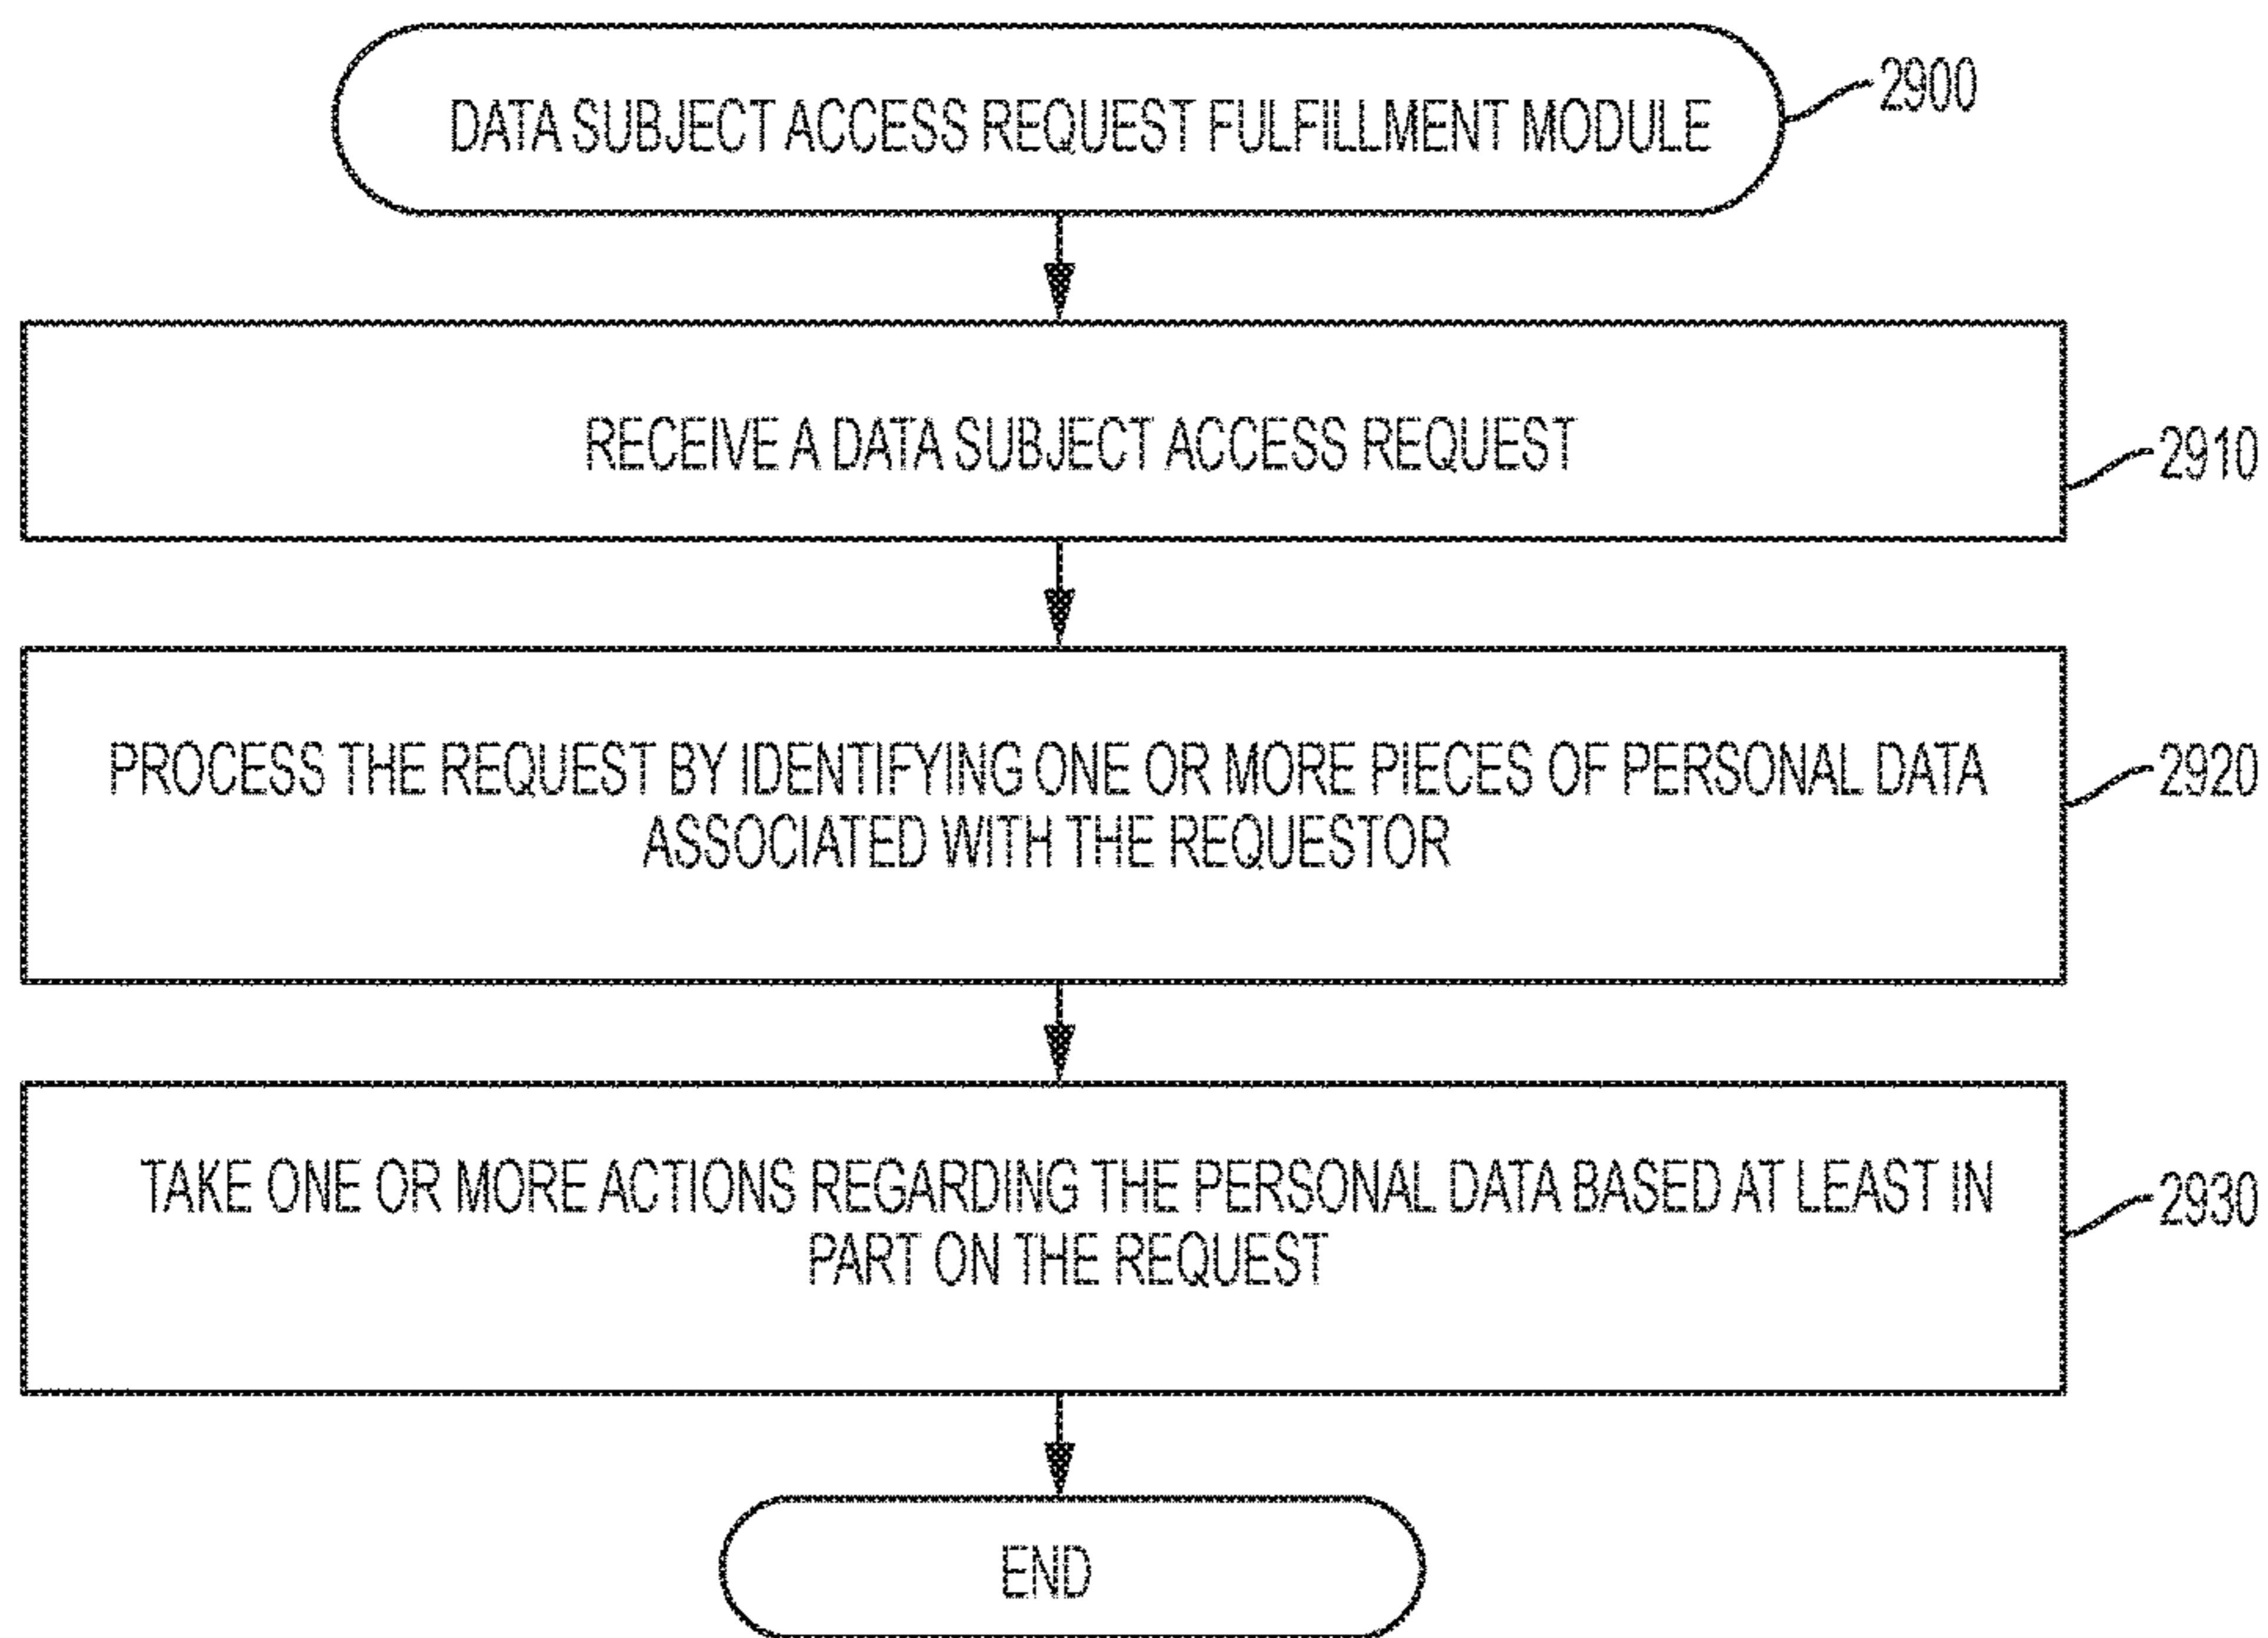 DATA SUBJECT ACCESS REQUEST FULFILLMENT MODULE
2900
RECEIVE A DATA SUBJECT ACCESS REQUEST
2910
PROCESS THE REQUEST BY IDENTIFYING ONE OR MORE PIECES OF PERSONAL DATA
ASSOCIATED WITH THE REQUESTOR
2920
TAKE ONE OR MORE ACTIONS REGARDING THE PERSONAL DATA BASED AT LEAST IN
PART ON THE REQUEST
2930
END